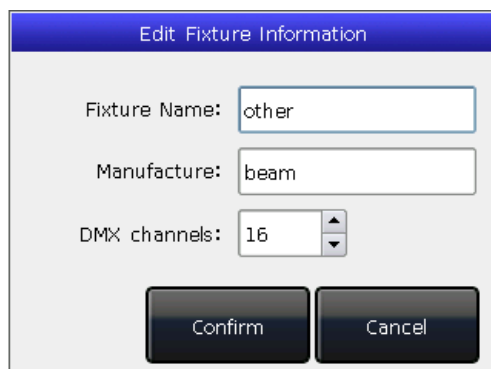 Edit Fixture Information
Fixture Name: other
Manufacture: beam
DMX channels: 16
Confirm Cancel